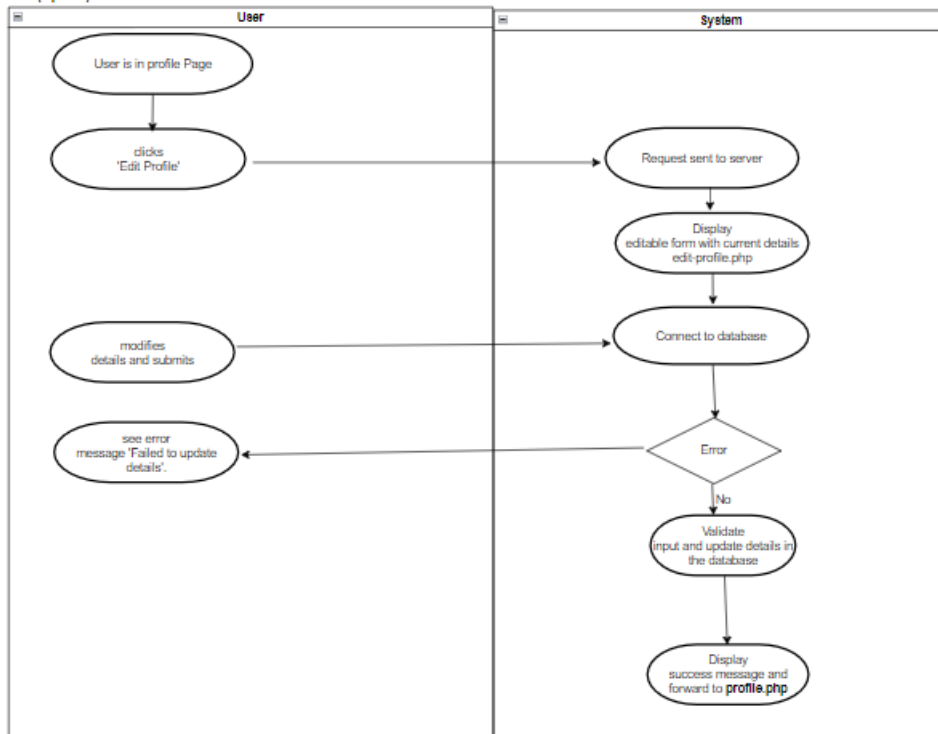 User
System
User is in profile Page
clicks
'Edit Profile'
Request sent to server
Display
editable form with current details
edit-profile.php
modifies
details and submits
Connect to database
see error
message 'Failed to update
details'.
Error
No
Validate
input and update details in
the database
Display
success message and
forward to profile.php